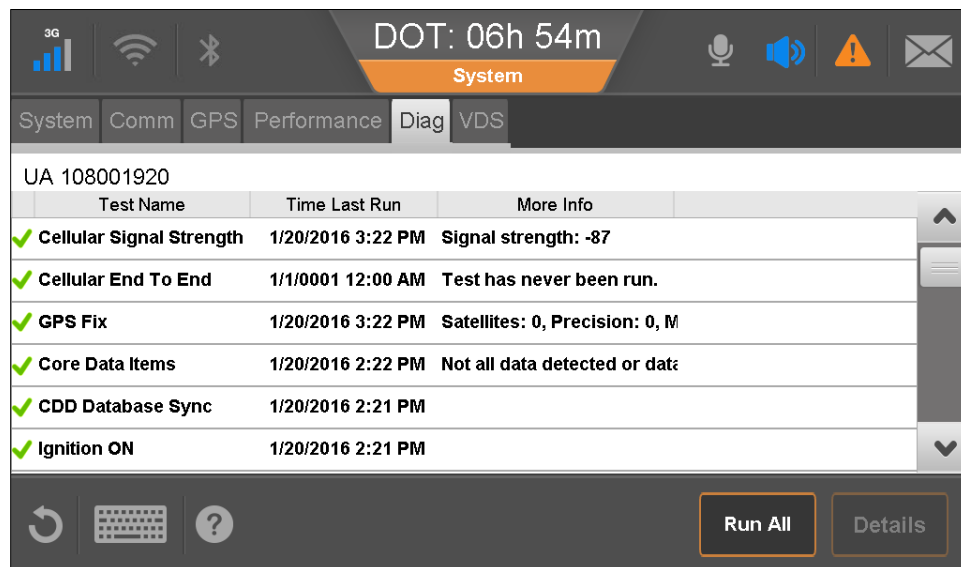 3G
DOT: 06h 54m
System
System Comm GPS Performance Diag VDS
UA 108001920
Test Name Time Last Run More Info
Cellular Signal Strength 1/20/2016 3:22 PM Signal strength: -87
Cellular End To End 1/1/0001 12:00 AM Test has never been run.
GPS Fix 1/20/2016 3:22 PM Satellites: 0, Precision: 0, M
Core Data Items 1/20/2016 2:22 PM Not all data detected or data
CDD Database Sync 1/20/2016 2:21 PM
Ignition ON 1/20/2016 2:21 PM
Run All Details